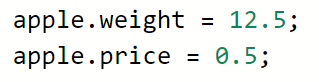 apple.weight = 12.5;
apple.price = 0.5;